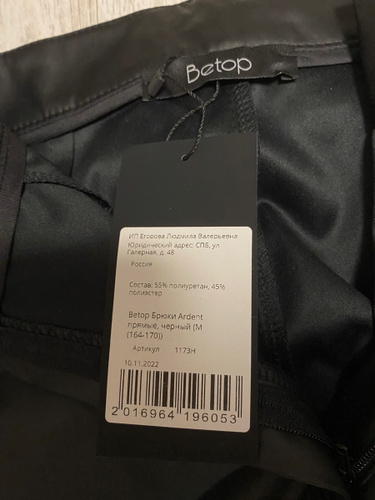 Betop
ИП Егорова Людмила Валерьевна
Юридический адрес: СПБ, ул
Галерная, д. 48
Россия
Состав: 55% полиуретан, 45%
полиэстер
Betop Брюки Ardent
прямые, черный (M
(164-170))
Артикул 1173Н
10.11.2022
2 016964 196053